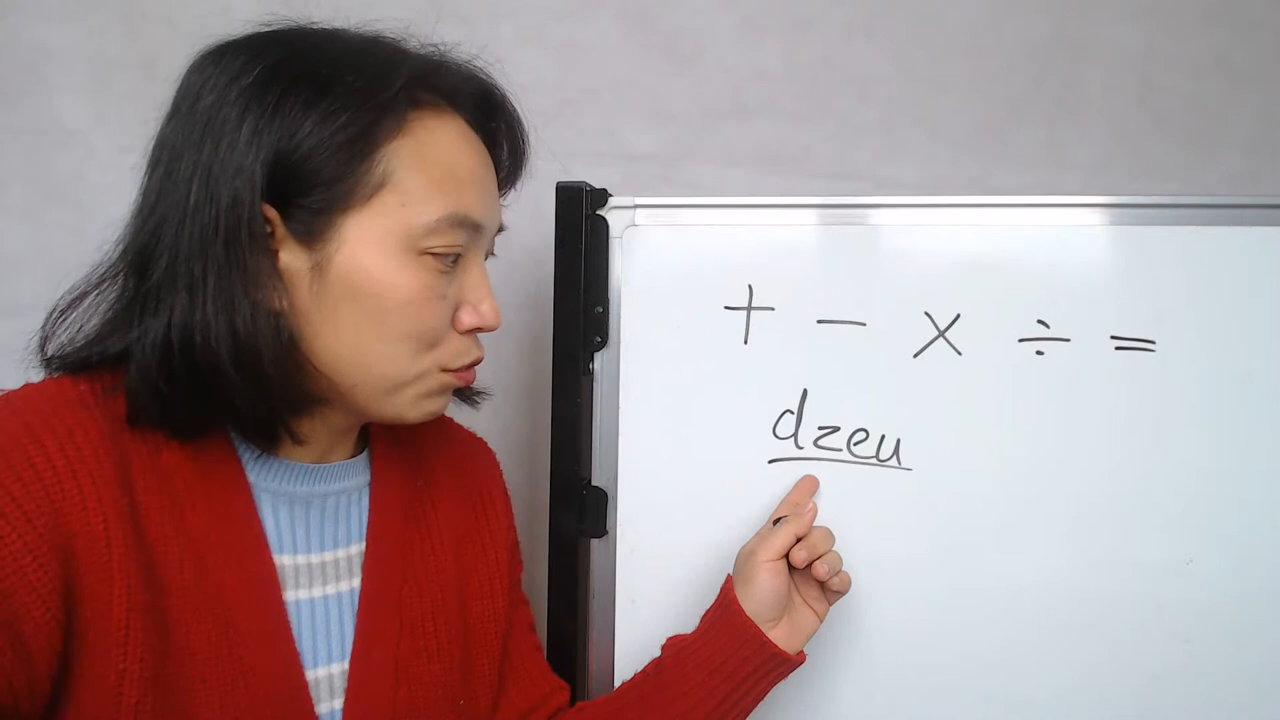 + - × ÷ =
dzeu